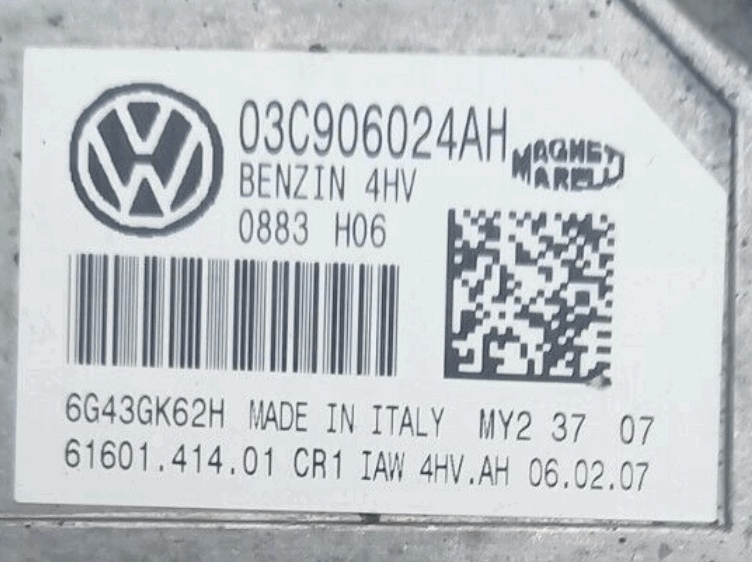 03C906024AH
MAGNETI
MARELLI
BENZIN 4HV
0883 H06
6G43GK62H MADE IN ITALY MY2 37 07
61601.414.01 CR1 IAW 4HV.AH 06.02.07